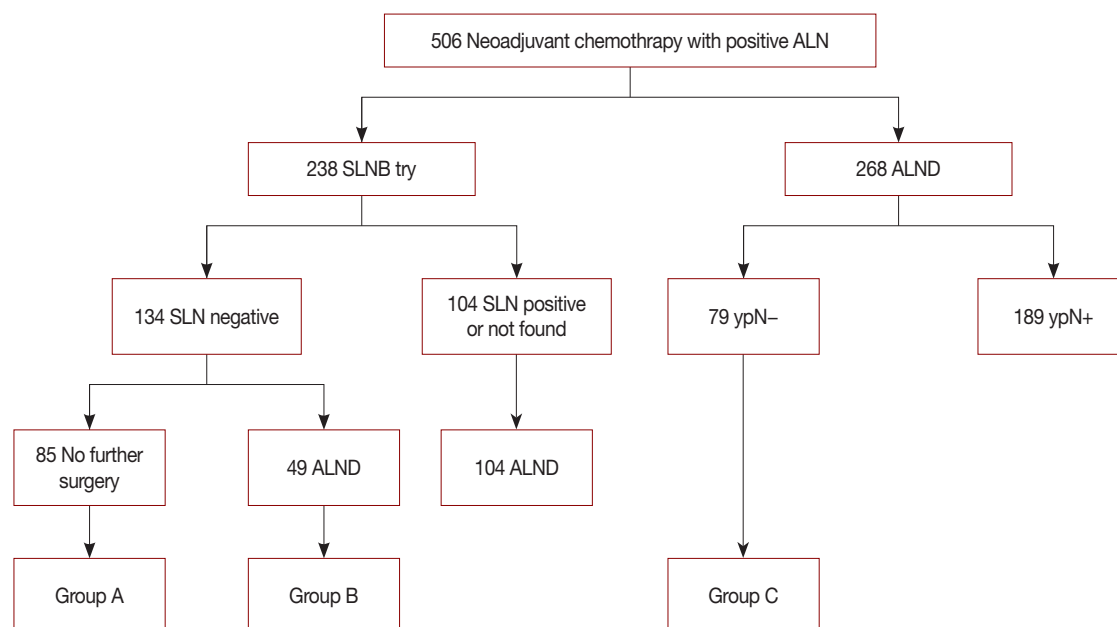 506 Neoadjuvant chemothrapy with positive ALN
238 SLNB try
268 ALND
134 SLN negative
104 SLN positive
or not found
79 ypN−
189 ypN+
85 No further
surgery
49 ALND
104 ALND
Group A
Group B
Group C